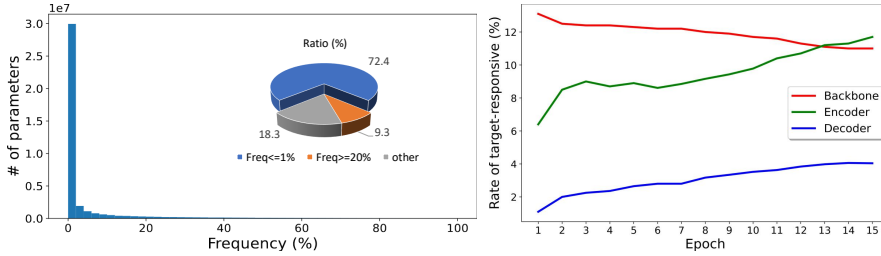 1e7
3.0
2.5
2.0
1.5
1.0
0.5
0.0
# of parameters
0 20 40 60 80 100
Frequency (%)
Ratio (%)
72.4
18.3
9.3
Freq<=1% Freq>=20% other
12
10
8
6
4
2
Rate of target-responsive (%)
Backbone
Encoder
Decoder
1 2 3 4 5 6 7 8 9 10 11 12 13 14 15
Epoch